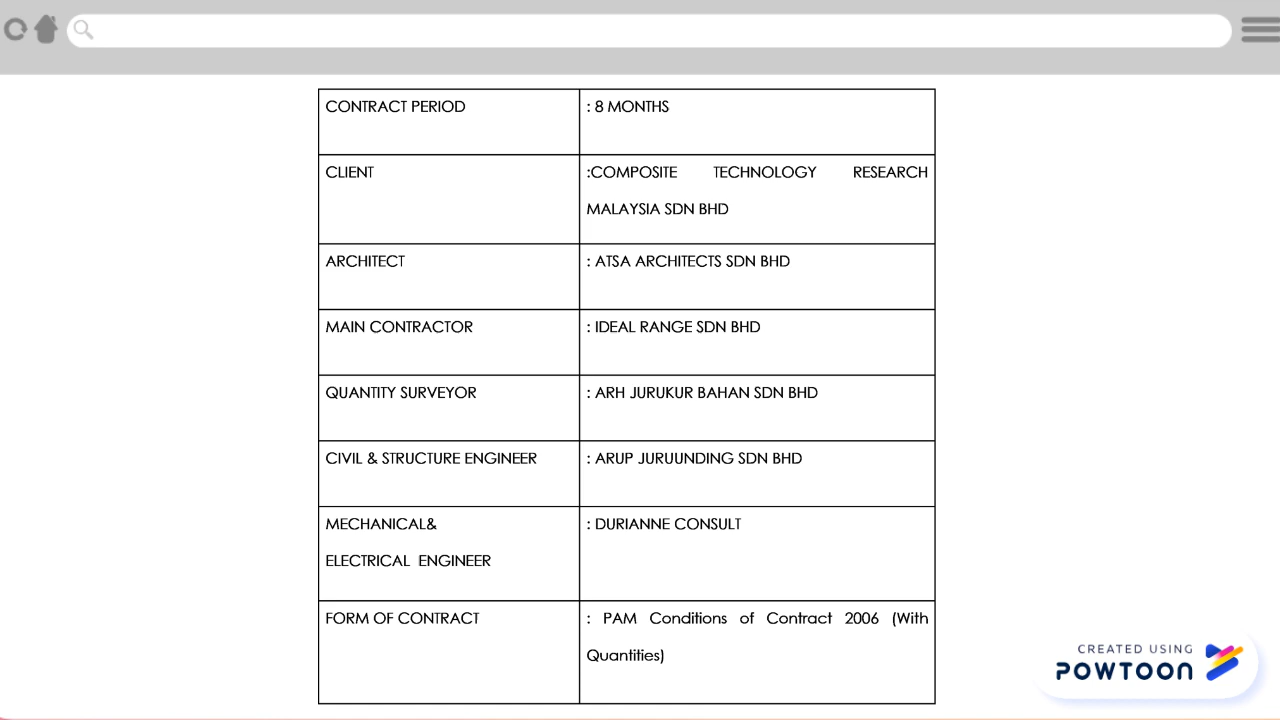 CONTRACT PERIOD : 8 MONTHS
CLIENT :COMPOSITE TECHNOLOGY RESEARCH
MALAYSIA SDN BHD
ARCHITECT : ATSA ARCHITECTS SDN BHD
MAIN CONTRACTOR : IDEAL RANGE SDN BHD
QUANTITY SURVEYOR : ARH JURUKUR BAHAN SDN BHD
CIVIL & STRUCTURE ENGINEER : ARUP JURUUNDING SDN BHD
MECHANICAL& : DURIANNE CONSULT
ELECTRICAL ENGINEER
FORM OF CONTRACT : PAM Conditions of Contract 2006 (With
Quantities)
CREATED USING
POWTOON